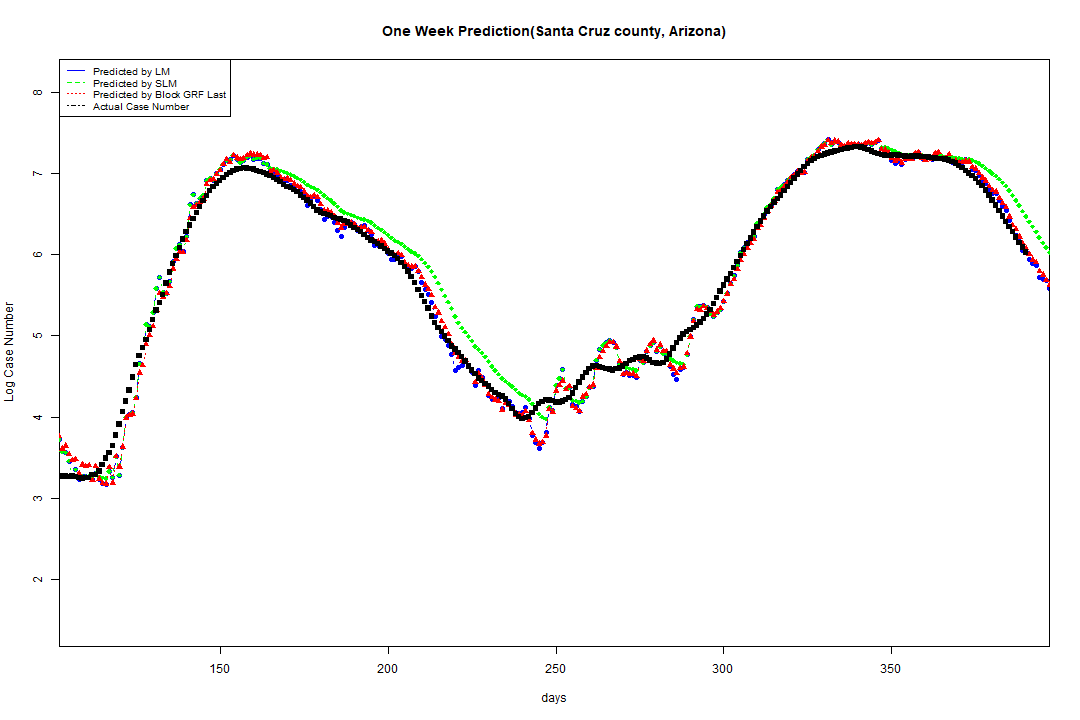 One Week Prediction(Santa Cruz county, Arizona)
Predicted by LM
Predicted by SLM
Predicted by Block GRF Last
Actual Case Number
8
7
6
5
4
3
2
Log Case Number
150 200 250 300 350
days